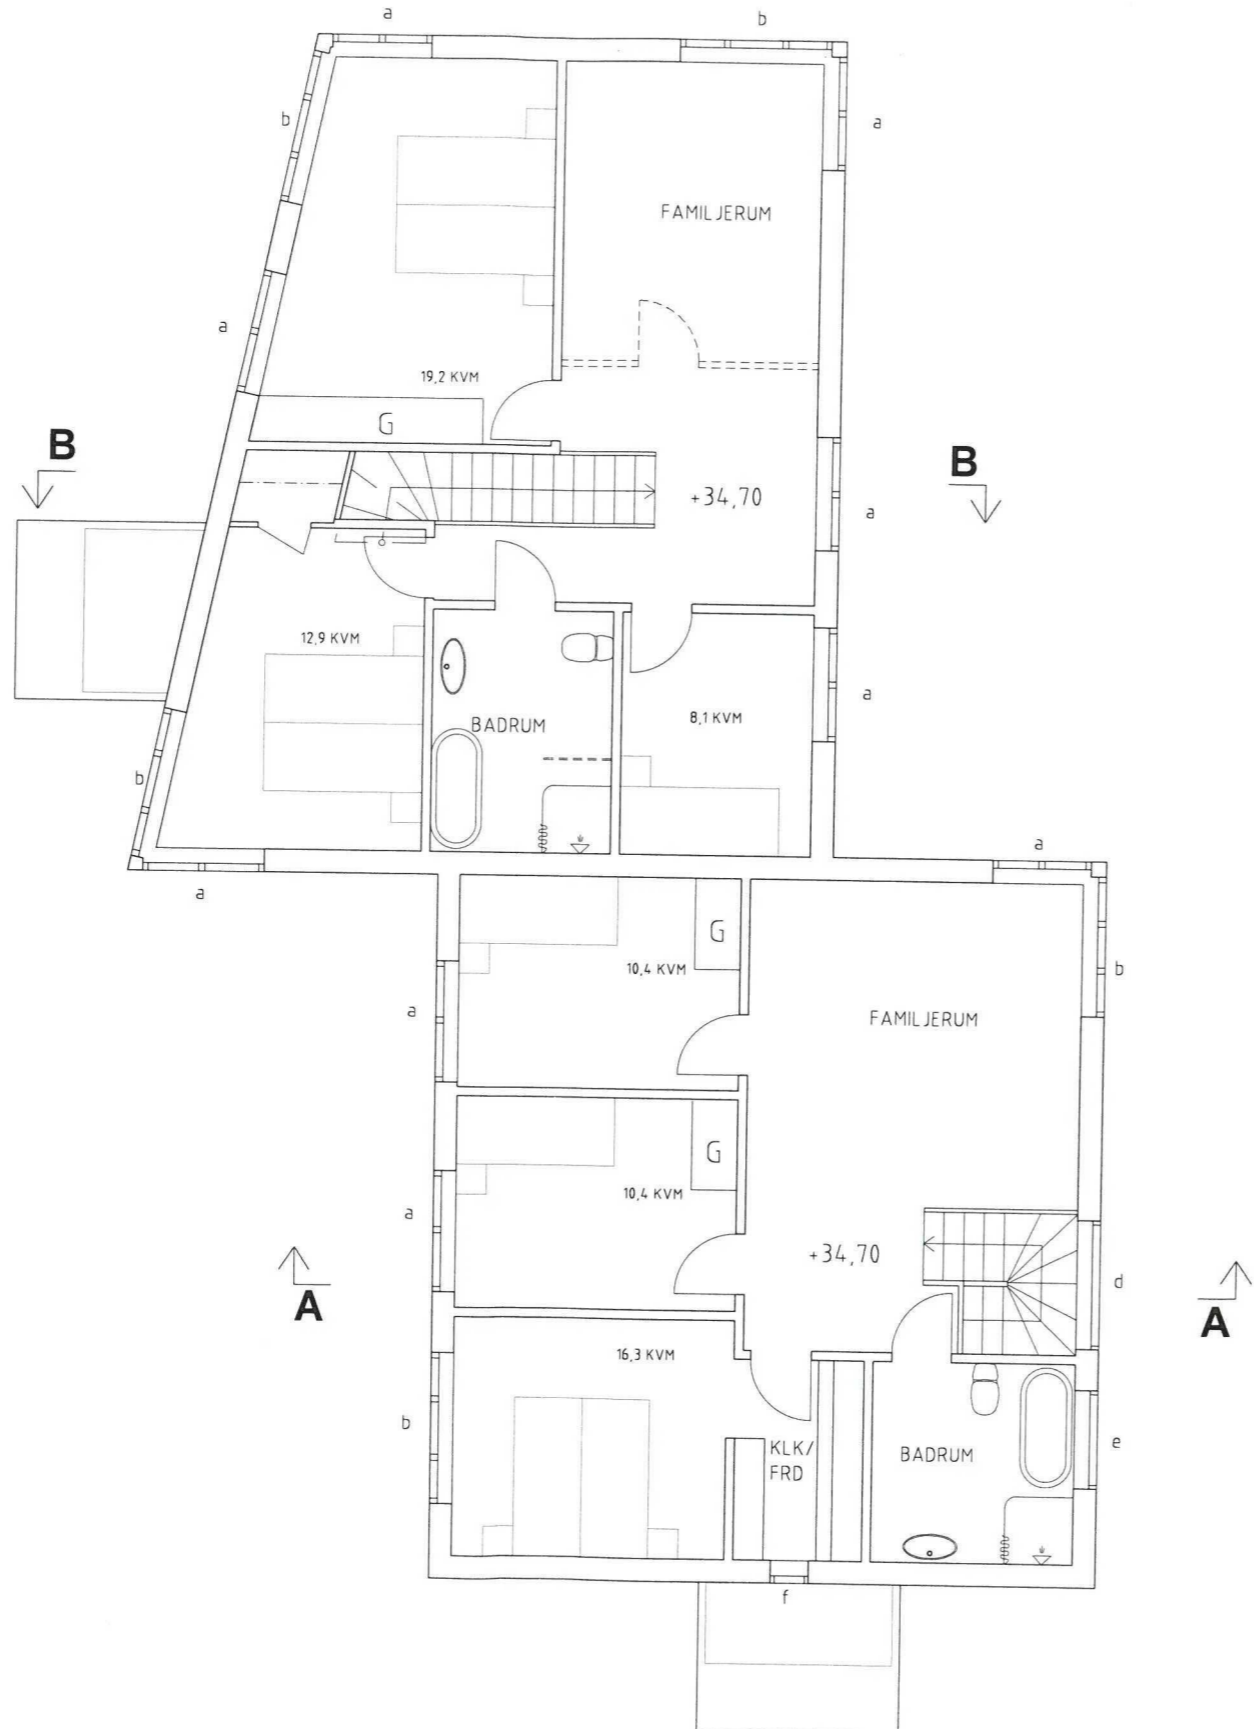 a
b
b
a
FAMILJERUM
a
19,2 KVM
G
B
B
+34,70
a
12,9 KVM
a
8,1 KVM
BADRUM
b
a
a
G
10,4 KVM
b
a
FAMILJERUM
G
10,4 KVM
a
+34,70
d
A
A
16,3 KVM
b
KLK/
FRD
BADRUM
e
f